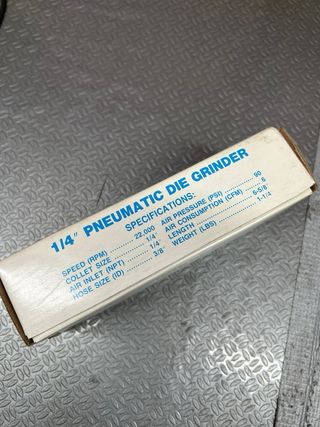 1/4" PNEUMATIC DIE GRINDER
SPECIFICATIONS:
SPEED (RPM) .......... 22,000
COLLET SIZE .......... 1/4"
AIR INLET (NPT) ....... 1/4"
HOSE SIZE (ID) ........ 3/8"
AIR PRESSURE (PSI) ....... 90
AIR CONSUMPTION (CFM) .... 6
LENGTH ................ 6-5/8"
WEIGHT (LBS) .......... 1-1/4